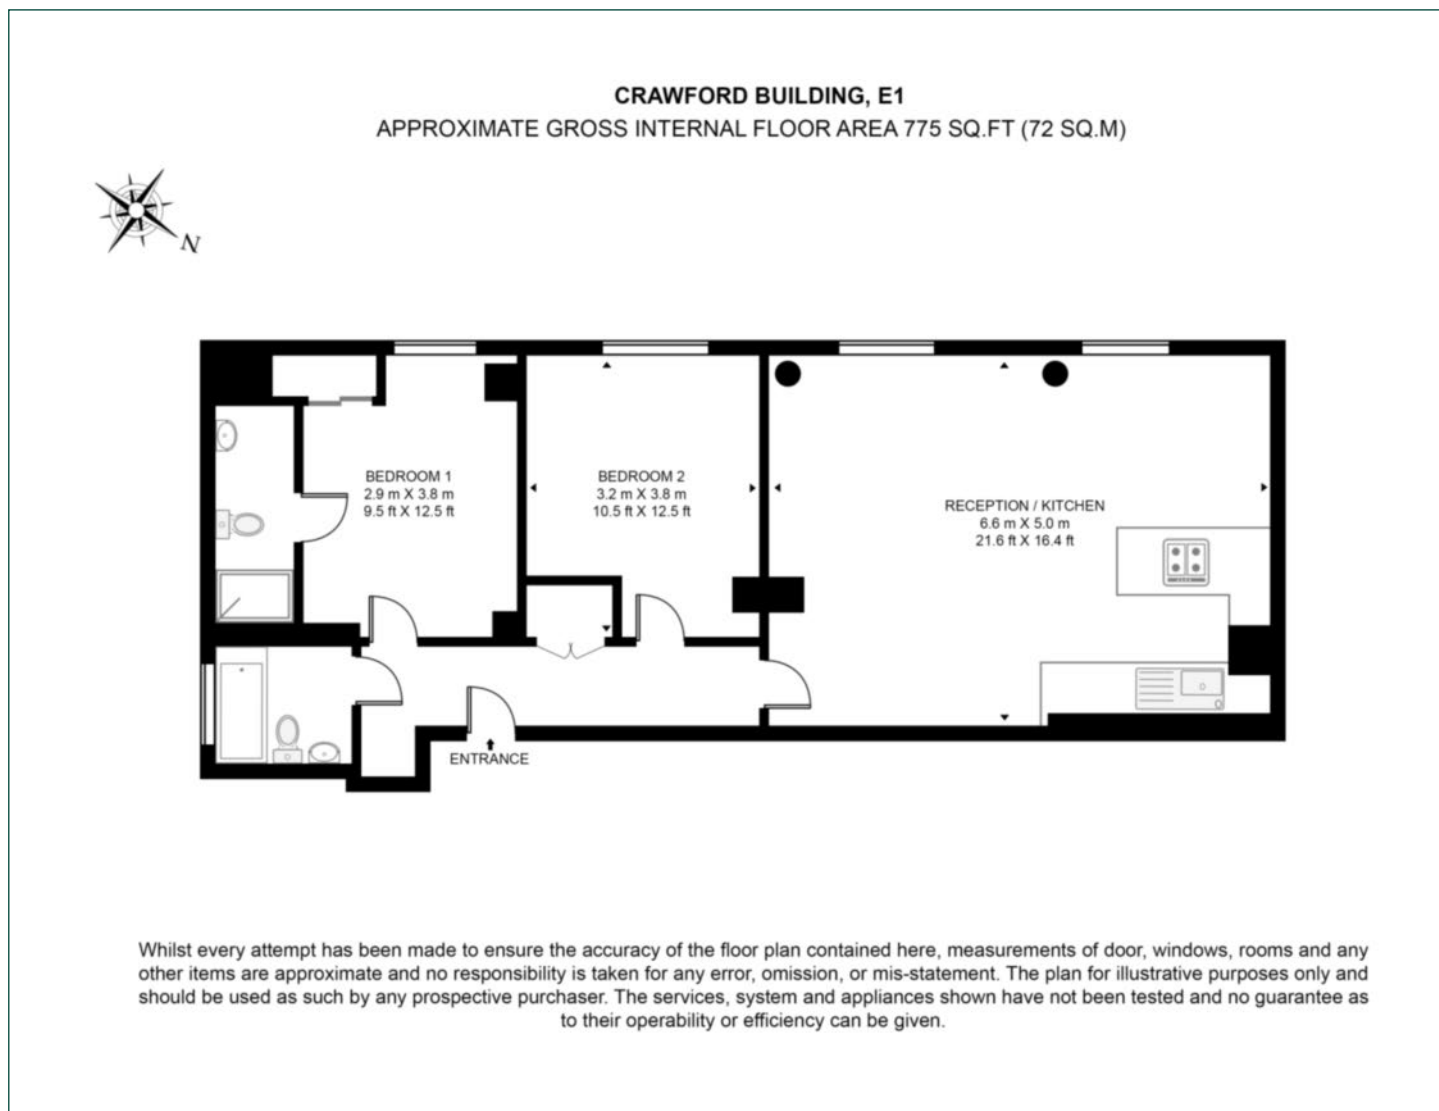 CRAWFORD BUILDING, E1
APPROXIMATE GROSS INTERNAL FLOOR AREA 775 SQ.FT (72 SQ.M)
N
BEDROOM 1
2.9 m X 3.8 m
9.5 ft X 12.5 ft
BEDROOM 2
3.2 m X 3.8 m
10.5 ft X 12.5 ft
RECEPTION / KITCHEN
6.6 m X 5.0 m
21.6 ft X 16.4 ft
ENTRANCE
Whilst every attempt has been made to ensure the accuracy of the floor plan contained here, measurements of door, windows, rooms and any
other items are approximate and no responsibility is taken for any error, omission, or mis-statement. The plan for illustrative purposes only and
should be used as such by any prospective purchaser. The services, system and appliances shown have not been tested and no guarantee as
to their operability or efficiency can be given.